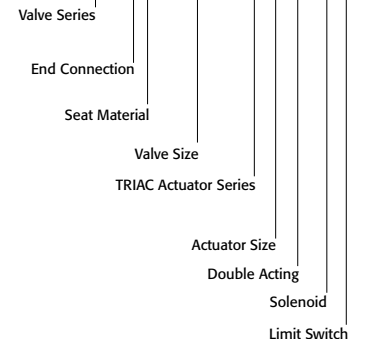 Valve Series
End Connection
Seat Material
Valve Size
TRIAC Actuator Series
Actuator Size
Double Acting
Solenoid
Limit Switch